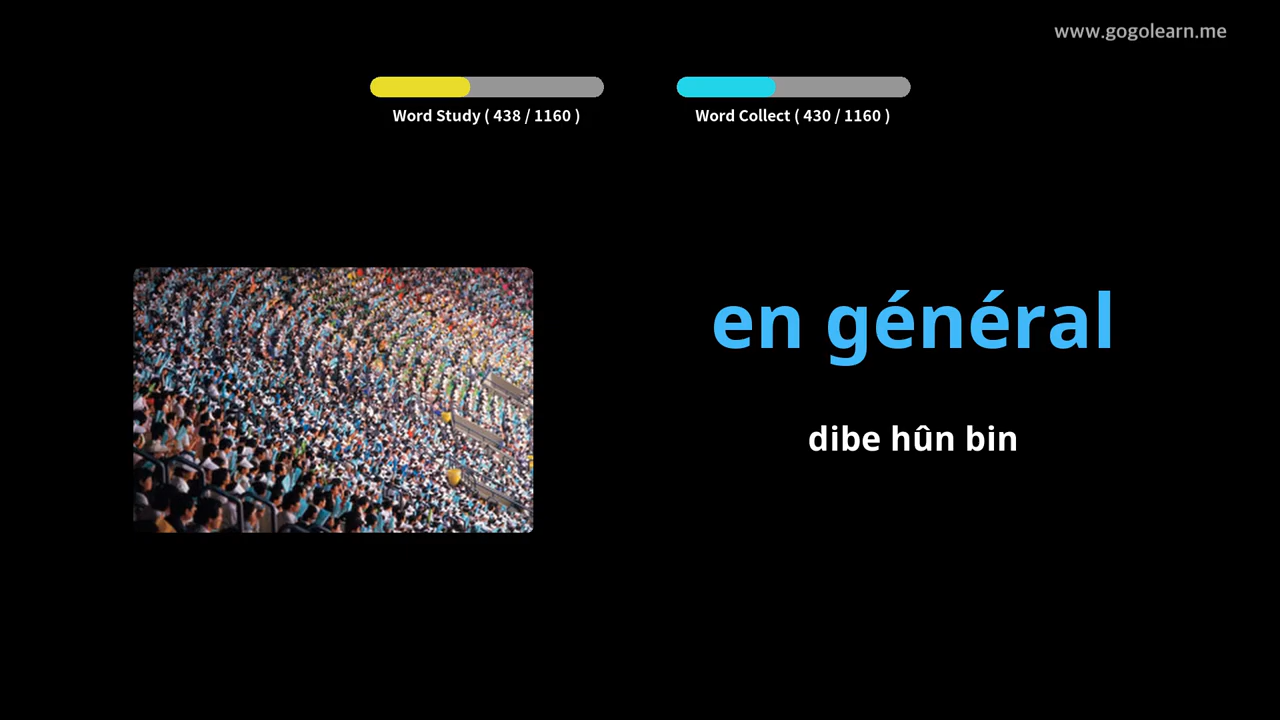 www.gogolearn.me
Word Study ( 438 / 1160 )
Word Collect ( 430 / 1160 )
en général
dibe hûn bin